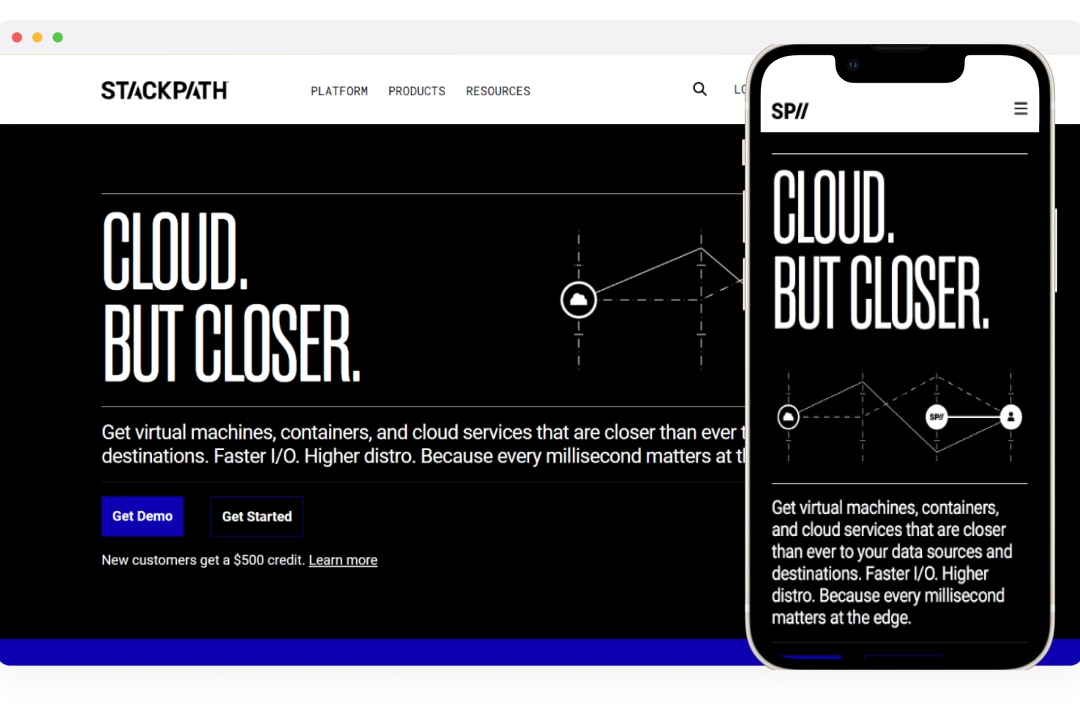 STACKPATH
PLATFORM PRODUCTS RESOURCES
CLOUD.
BUT CLOSER.
Get virtual machines, containers, and cloud services that are closer than ever
destinations. Faster I/O. Higher distro. Because every millisecond matters at
Get Demo Get Started
New customers get a $500 credit. Learn more
SP//
CLOUD.
BUT CLOSER.
SP//
Get virtual machines, containers,
and cloud services that are closer
than ever to your data sources and
destinations. Faster I/O. Higher
distro. Because every millisecond
matters at the edge.